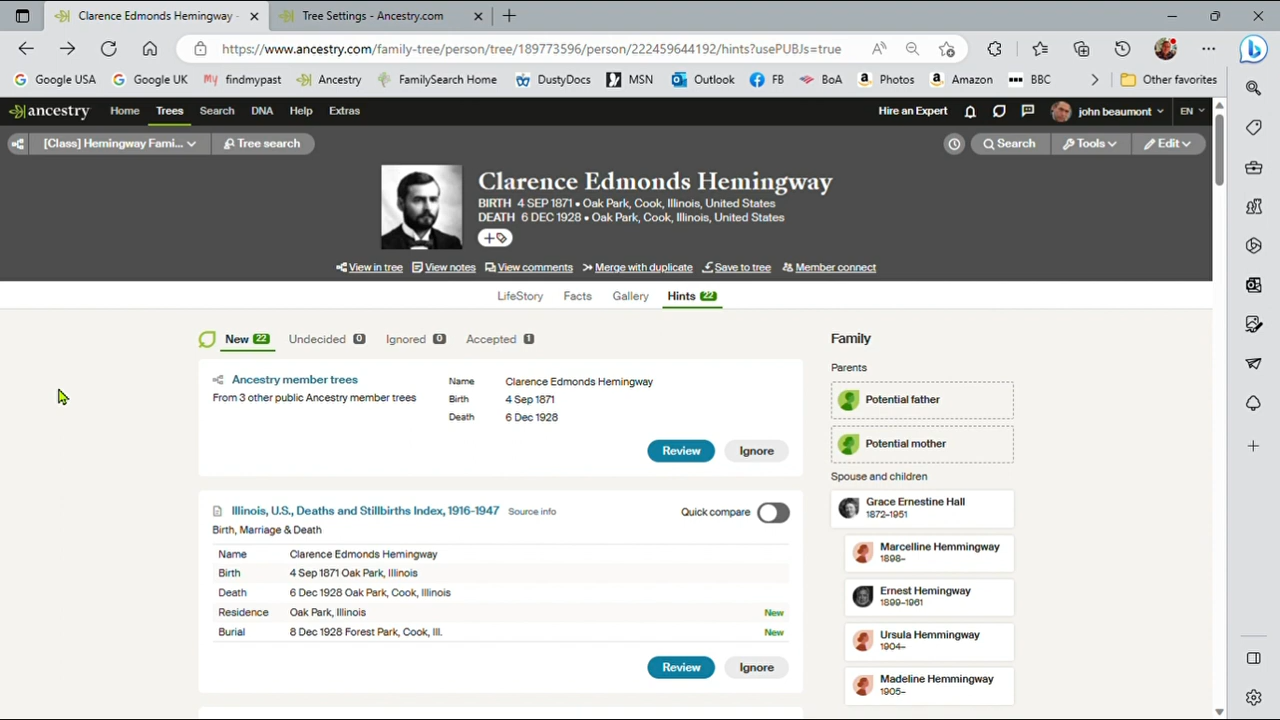 Clarence Edmonds Hemingway -
Tree Settings - Ancestry.com
https://www.ancestry.com/family-tree/person/tree/189773596/person/222459644192/hints?usePUBJs=true
Google USA
Google UK
findmypast
Ancestry
FamilySearch Home
DustyDocs
MSN
Outlook
FB
BoA
Photos
Amazon
BBC
Other favorites
ancestry
Home
Trees
Search
DNA
Help
Extras
Hire an Expert
john beaumont
EN
[Class] Hemingway Fami...
Tree search
Search
Tools
Edit
Clarence Edmonds Hemingway
BIRTH 4 SEP 1871 • Oak Park, Cook, Illinois, United States
DEATH 6 DEC 1928 • Oak Park, Cook, Illinois, United States
View in tree
View notes
View comments
Merge with duplicate
Save to tree
Member connect
LifeStory
Facts
Gallery
Hints 22
New 22
Undecided 0
Ignored 0
Accepted 1
Ancestry member trees
From 3 other public Ancestry member trees
Name Clarence Edmonds Hemingway
Birth 4 Sep 1871
Death 6 Dec 1928
Review
Ignore
Illinois, U.S., Deaths and Stillbirths Index, 1916-1947 Source info
Quick compare
Birth, Marriage & Death
Name Clarence Edmonds Hemingway
Birth 4 Sep 1871 Oak Park, Illinois
Death 6 Dec 1928 Oak Park, Cook, Illinois
Residence Oak Park, Illinois New
Burial 8 Dec 1928 Forest Park, Cook, Ill. New
Review
Ignore
Family
Parents
Potential father
Potential mother
Spouse and children
Grace Ernestine Hall
1872–1951
Marcelline Hemmingway
1898–
Ernest Hemingway
1899–1961
Ursula Hemmingway
1904–
Madeline Hemmingway
1905–